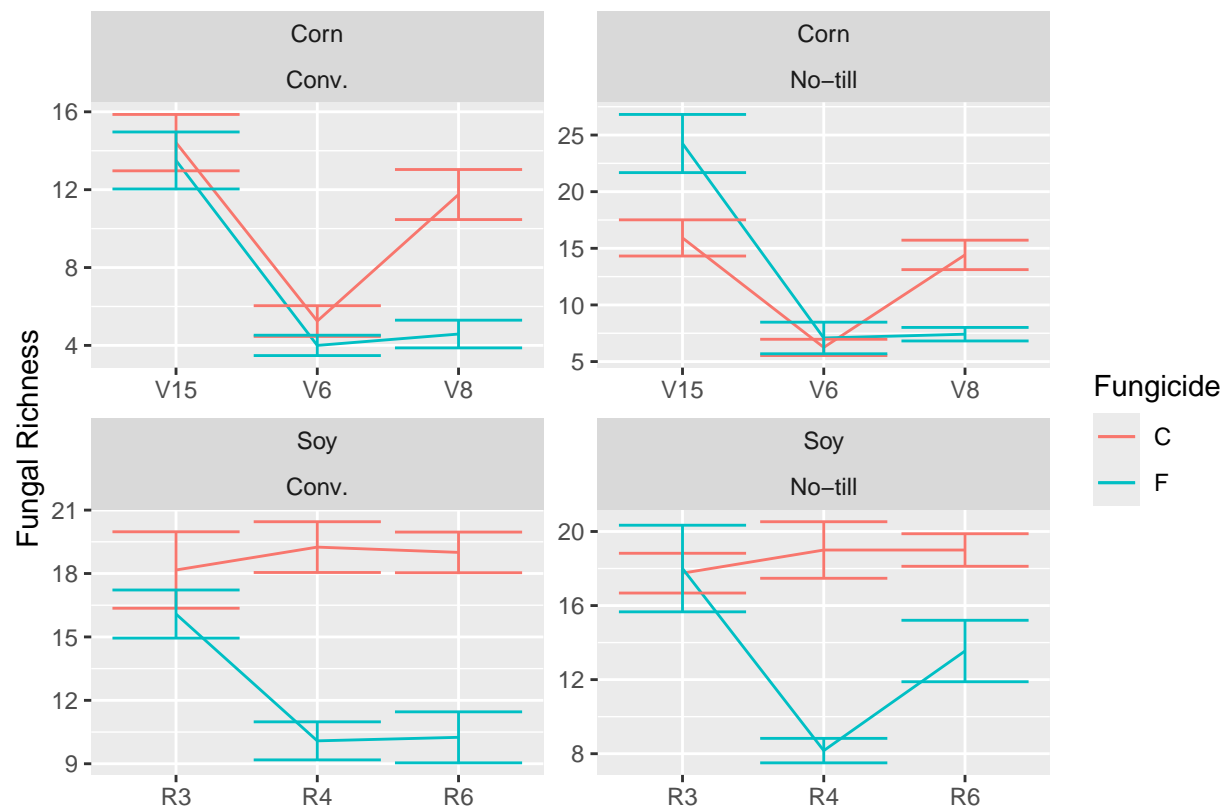 Corn
Conv.
Corn
No−till
16
12
8
4
25
20
15
10
5
V15 V6 V8
V15 V6 V8
Fungal Richness
Soy
Conv.
Soy
No−till
21
18
15
12
9
20
16
12
8
R3 R4 R6
R3 R4 R6
Fungicide
C
F